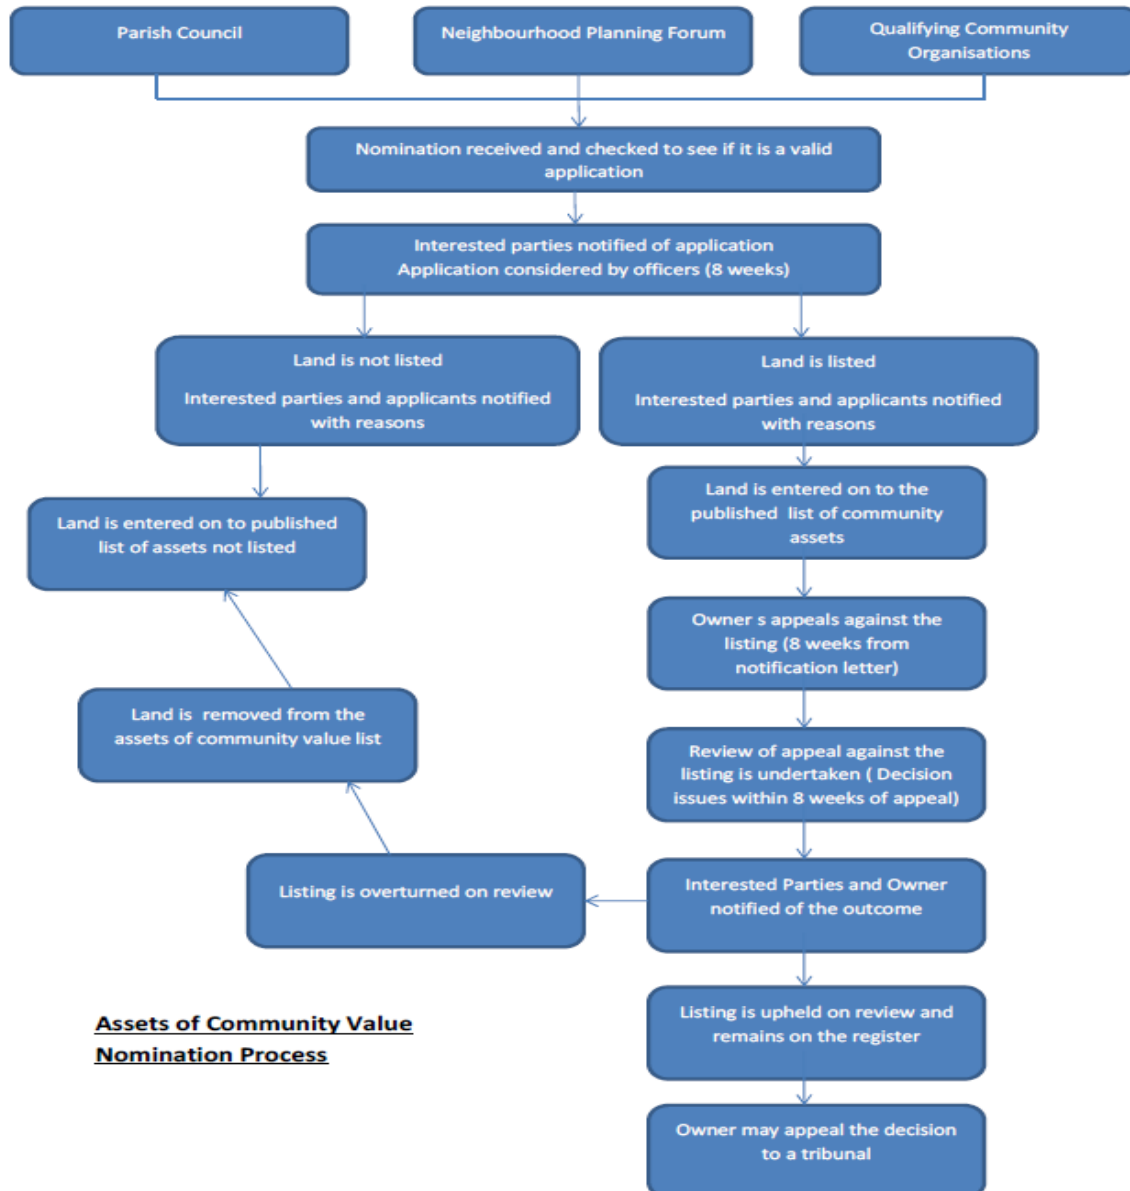 Parish Council
Neighbourhood Planning Forum
Qualifying Community
Organisations
Nomination received and checked to see if it is a valid
application
Interested parties notified of application
Application considered by officers (8 weeks)
Land is not listed
Interested parties and applicants notified
with reasons
Land is listed
Interested parties and applicants notified
with reasons
Land is entered on to published
list of assets not listed
Land is entered on to the
published list of community
assets
Owner s appeals against the
listing (8 weeks from
notification letter)
Land is removed from the
assets of community value list
Review of appeal against the
listing is undertaken ( Decision
issues within 8 weeks of appeal)
Listing is overturned on review
Interested Parties and Owner
notified of the outcome
Listing is upheld on review and
remains on the register
Assets of Community Value
Nomination Process
Owner may appeal the decision
to a tribunal